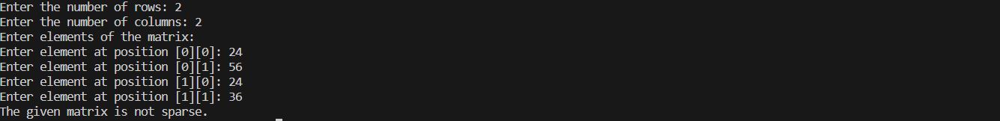 Enter the number of rows: 2
Enter the number of columns: 2
Enter elements of the matrix:
Enter element at position [0][0]: 24
Enter element at position [0][1]: 56
Enter element at position [1][0]: 24
Enter element at position [1][1]: 36
The given matrix is not sparse.